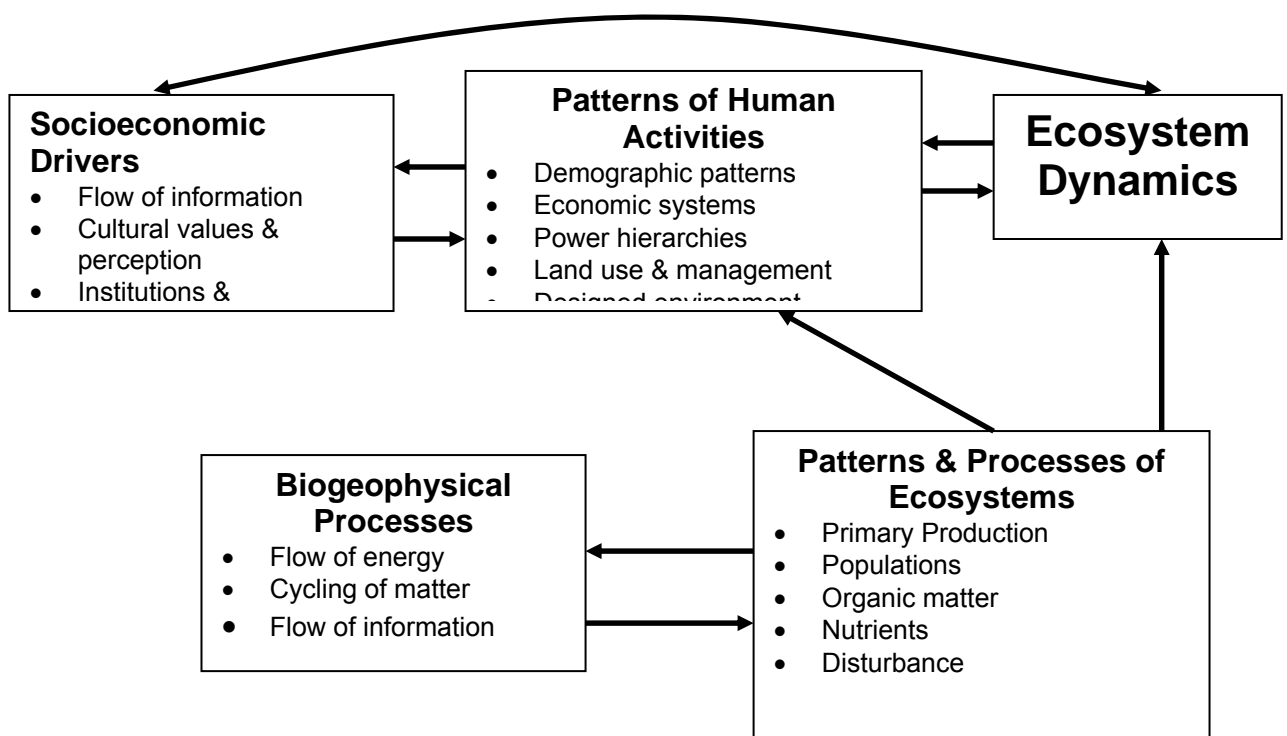 Socioeconomic
Drivers
• Flow of information
• Cultural values &
perception
• Institutions &
Patterns of Human
Activities
• Demographic patterns
• Economic systems
• Power hierarchies
• Land use & management
• Designed environment
Ecosystem
Dynamics
Biogeophysical
Processes
• Flow of energy
• Cycling of matter
• Flow of information
Patterns & Processes of
Ecosystems
• Primary Production
• Populations
• Organic matter
• Nutrients
• Disturbance